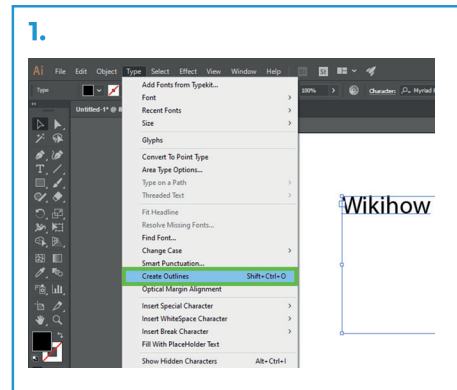 1.
Ai File Edit Object Type Select Effect View Window Help St
Type 100% Character: Myriad
Untitled-1* @
Add Fonts from Typekit...
Font
Recent Fonts
Size
Glyphs
Convert To Point Type
Area Type Options...
Type on a Path
Threaded Text
Fit Headline
Resolve Missing Fonts...
Find Font...
Change Case
Smart Punctuation...
Create Outlines Shift+Ctrl+O
Optical Margin Alignment
Insert Special Character
Insert WhiteSpace Character
Insert Break Character
Fill With PlaceHolder Text
Show Hidden Characters Alt+Ctrl+I
Wikihow